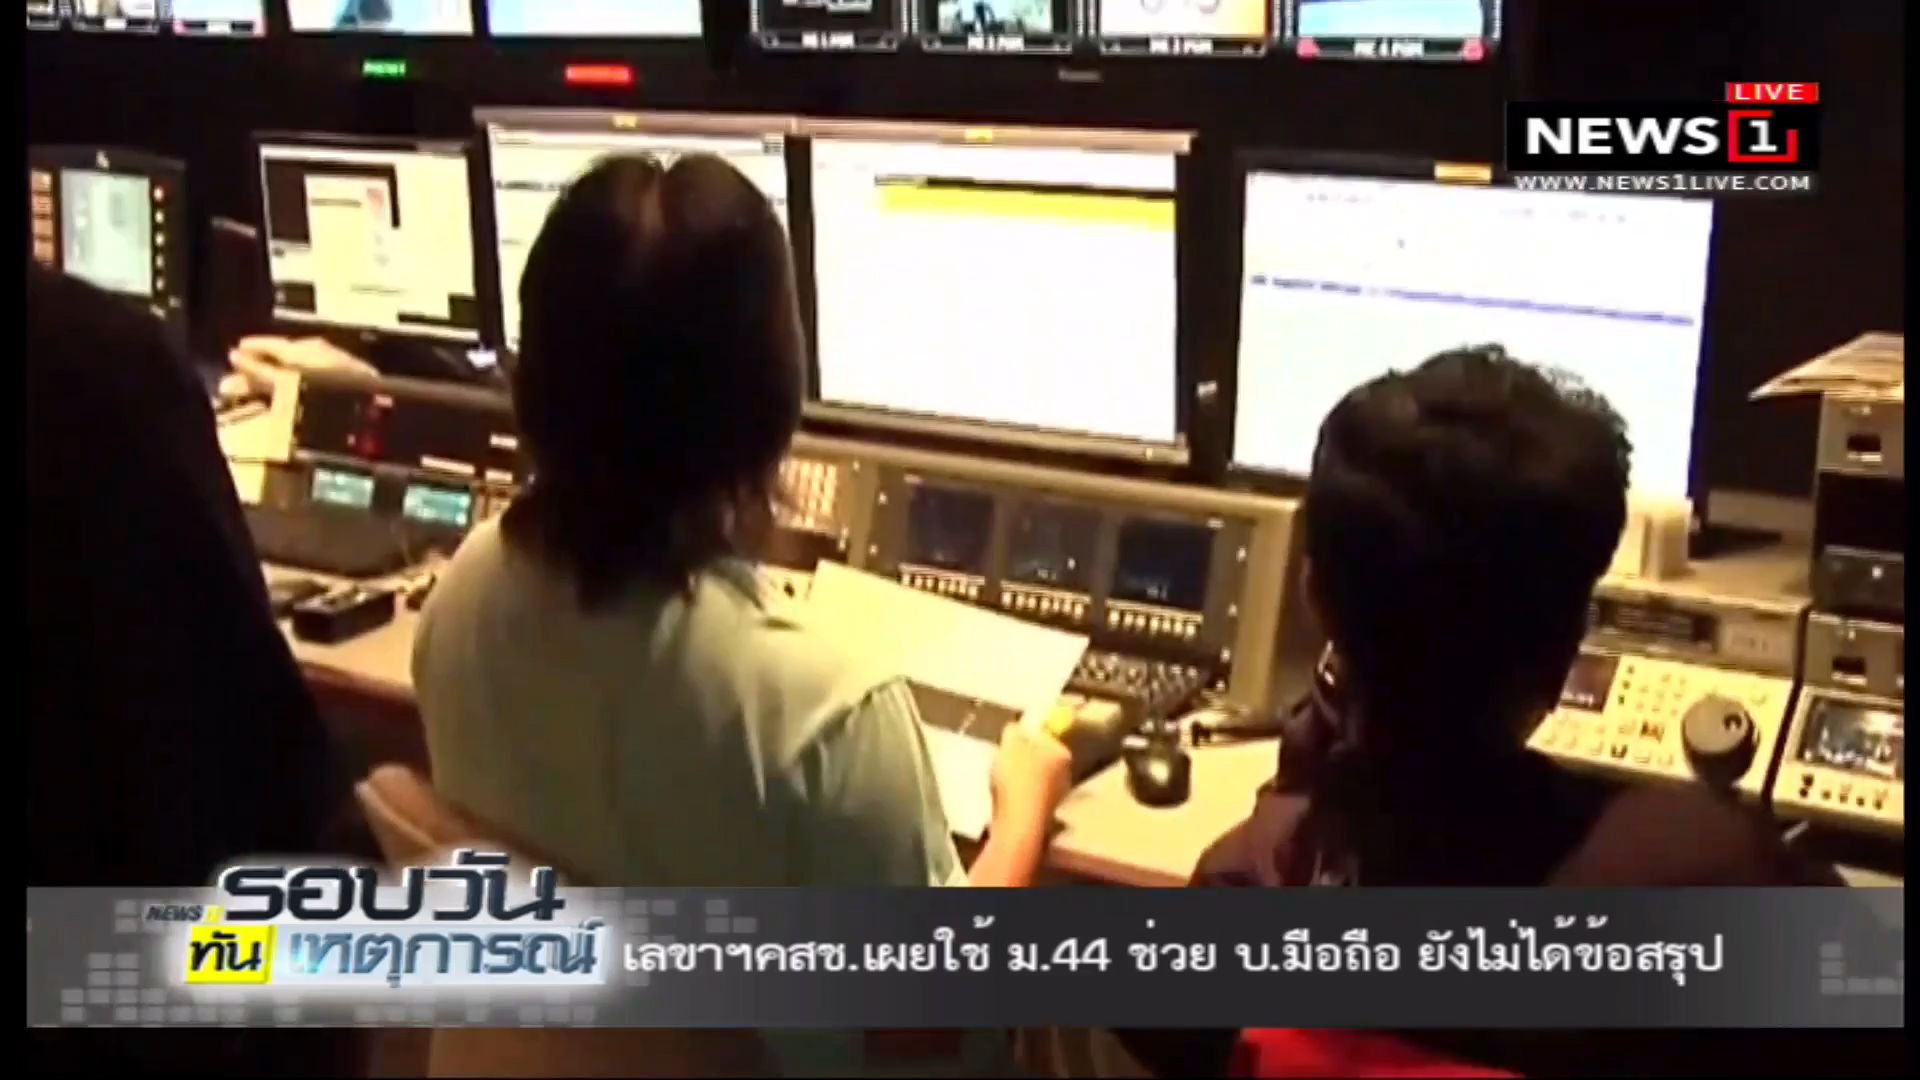 LIVE
NEWS 1
WWW.NEWS1LIVE.COM
NEWS 1 รอบวัน
ทัน เหตุการณ์
เลขาฯคสช.เผยใช้ ม.44 ช่วย บ.มือถือ ยังไม่ได้ข้อสรุป